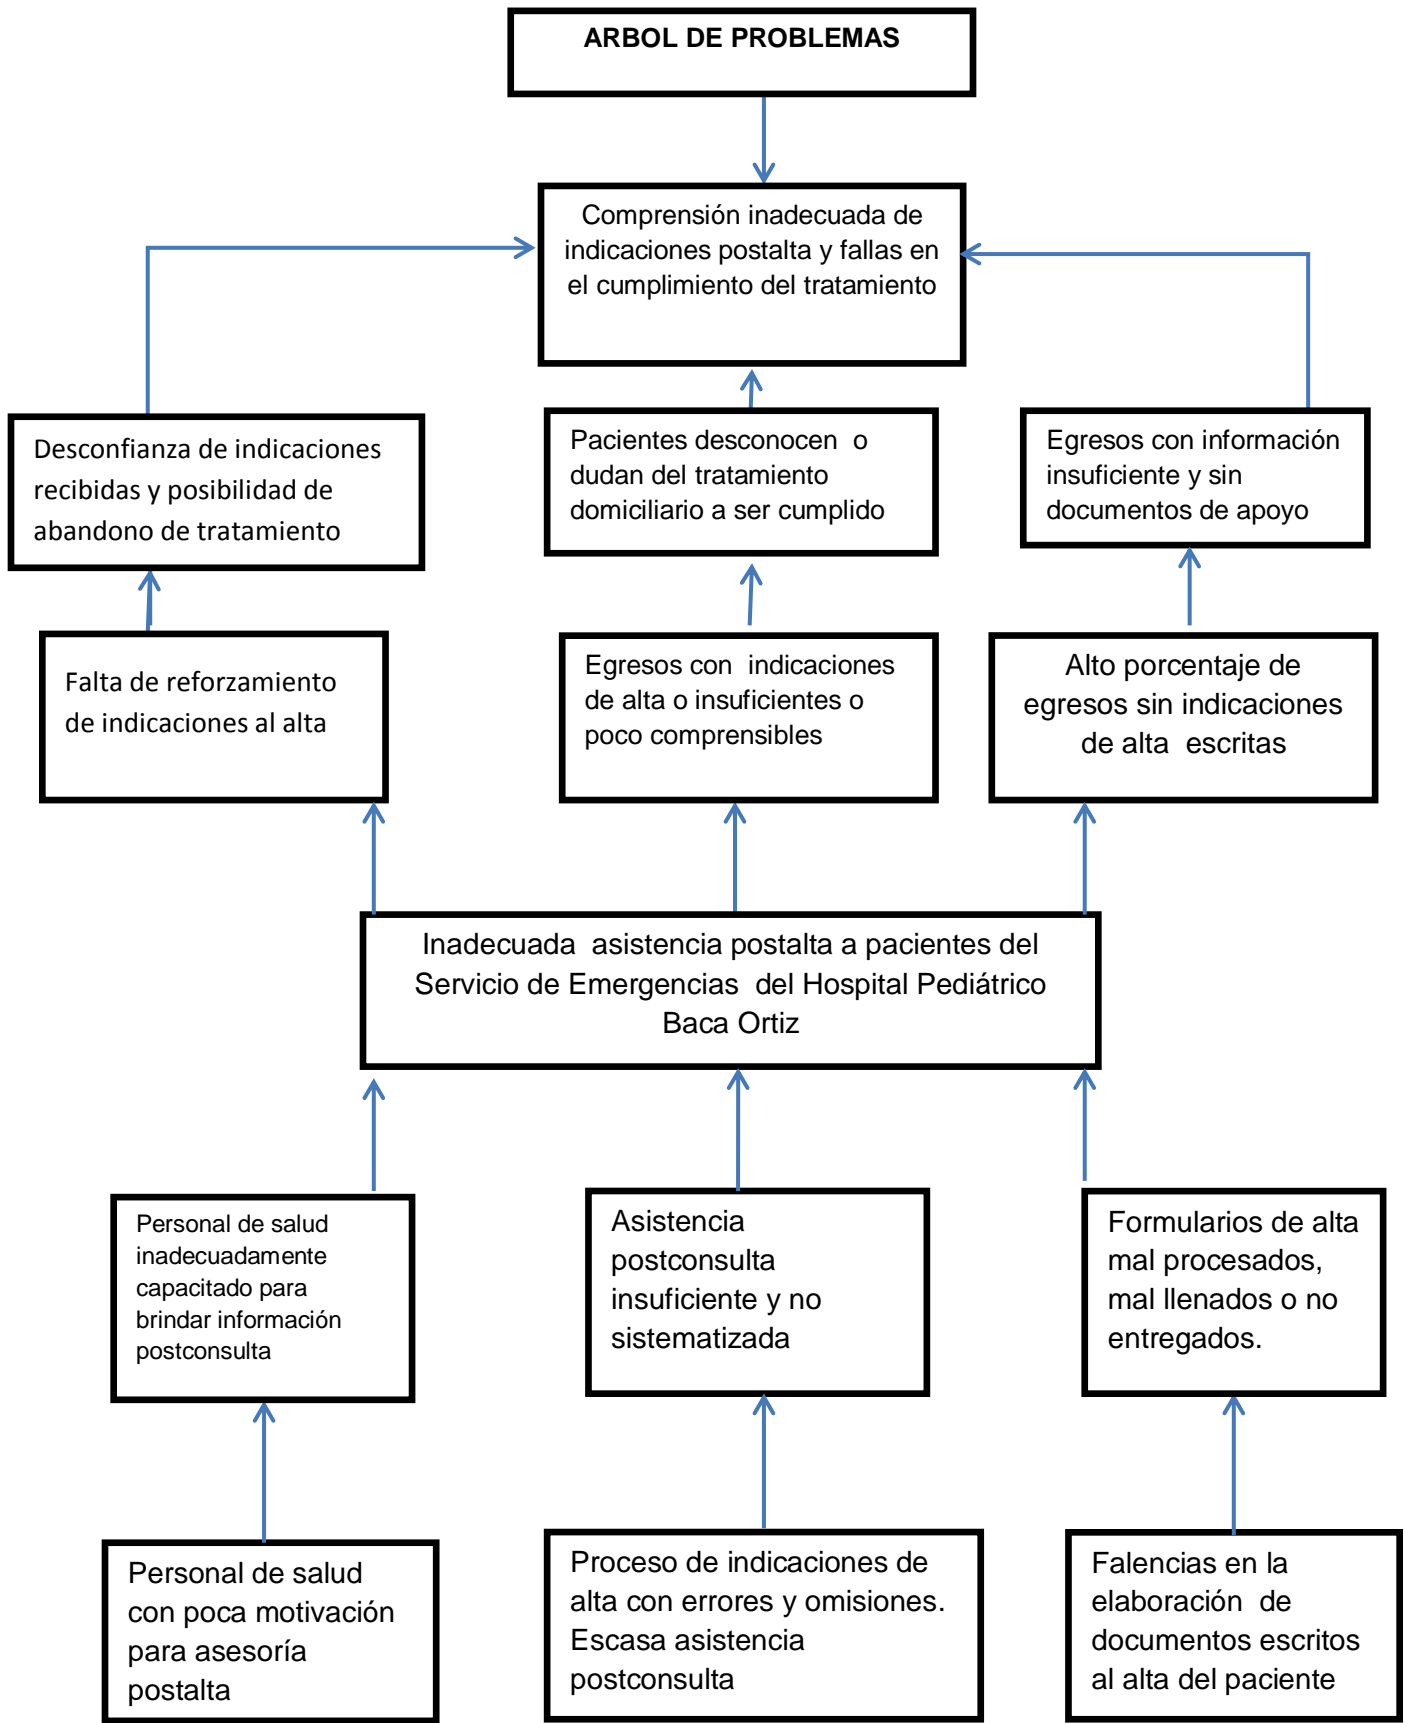 ARBOL DE PROBLEMAS
Comprensión inadecuada de
indicaciones postalta y fallas en
el cumplimiento del tratamiento
Desconfianza de indicaciones
recibidas y posibilidad de
abandono de tratamiento
Pacientes desconocen  o
dudan del tratamiento
domiciliario a ser cumplido
Egresos con información
insuficiente y sin
documentos de apoyo
Falta de reforzamiento
de indicaciones al alta
Egresos con  indicaciones
de alta o insuficientes o
poco comprensibles
Alto porcentaje de
egresos sin indicaciones
de alta  escritas
Inadecuada  asistencia postalta a pacientes del
Servicio de Emergencias  del Hospital Pediátrico
Baca Ortiz
Personal de salud
inadecuadamente
capacitado para
brindar información
postconsulta
Asistencia
postconsulta
insuficiente y no
sistematizada
Formularios de alta
mal procesados,
mal llenados o no
entregados.
Personal de salud
con poca motivación
para asesoría
postalta
Proceso de indicaciones de
alta con errores y omisiones.
Escasa asistencia
postconsulta
Falencias en la
elaboración  de
documentos escritos
al alta del paciente